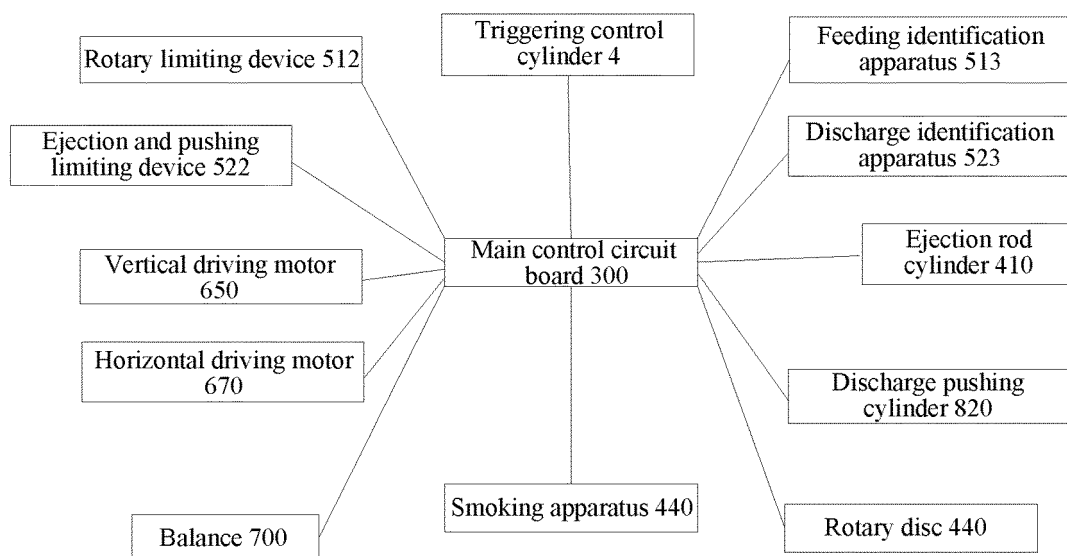 Rotary limiting device 512
Triggering control
cylinder 4
Feeding identification
apparatus 513
Ejection and pushing
limiting device 522
Discharge identification
apparatus 523
Main control circuit
board 300
Ejection rod
cylinder 410
Vertical driving motor
650
Horizontal driving motor
670
Discharge pushing
cylinder 820
Balance 700
Smoking apparatus 440
Rotary disc 440